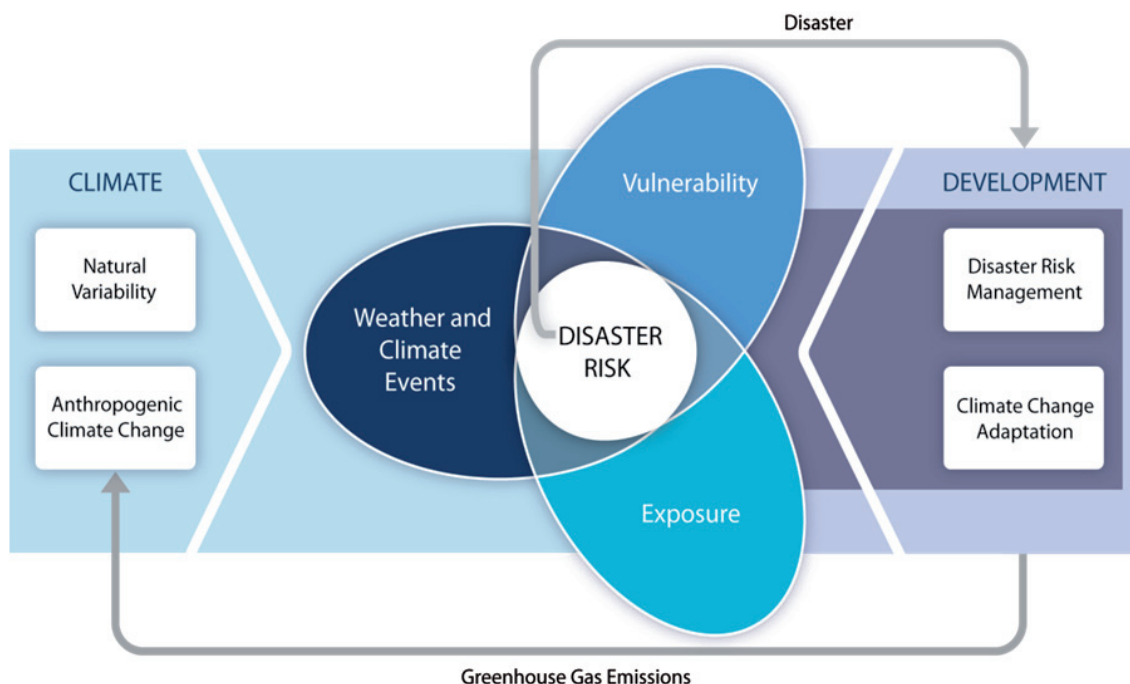 Disaster
CLIMATE
Natural
Variability
Anthropogenic
Climate Change
Weather and
Climate
Events
Vulnerability
DISASTER
RISK
Exposure
DEVELOPMENT
Disaster Risk
Management
Climate Change
Adaptation
Greenhouse Gas Emissions